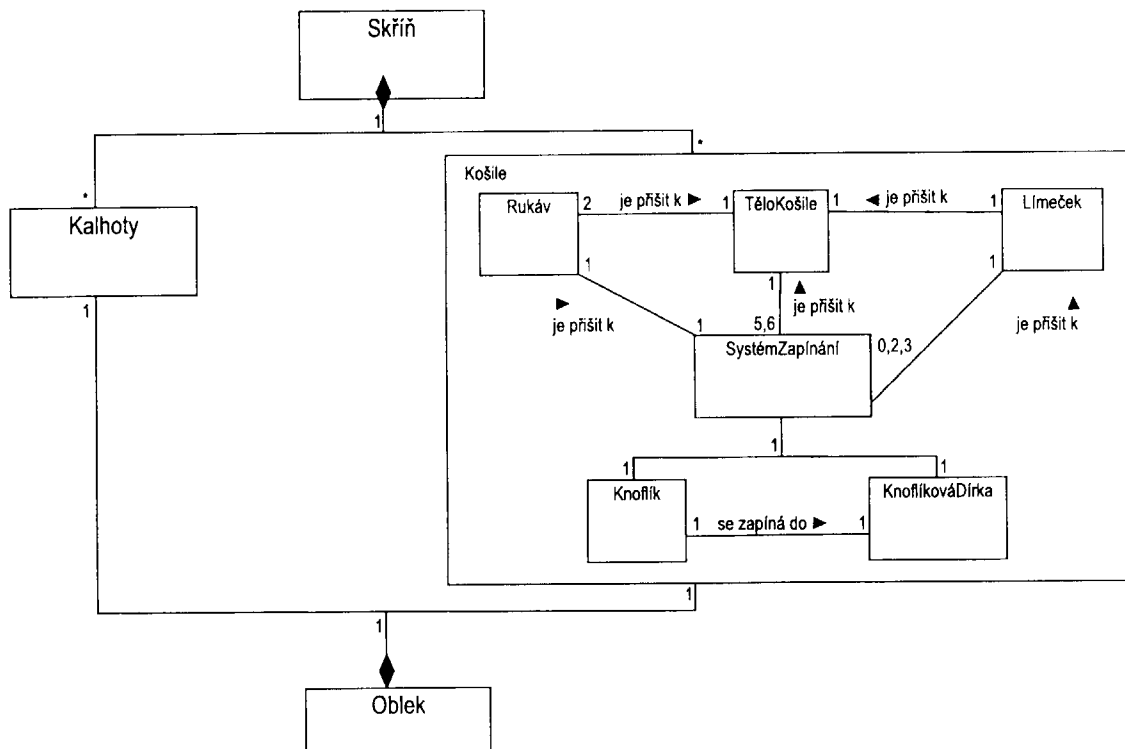 Skříň
1
*
*
Kalhoty
1
Košile
Rukáv
2 je přišit k ► 1
TěloKošile
1 ◄ je přišit k 1
Límeček
1
1
1
► je přišit k
▲ je přišit k
▲ je přišit k
1
5,6
0,2,3
SystémZapínání
1
1
1
Knoflík
KnoflíkováDírka
1 se zapíná do ► 1
1
1
Oblek